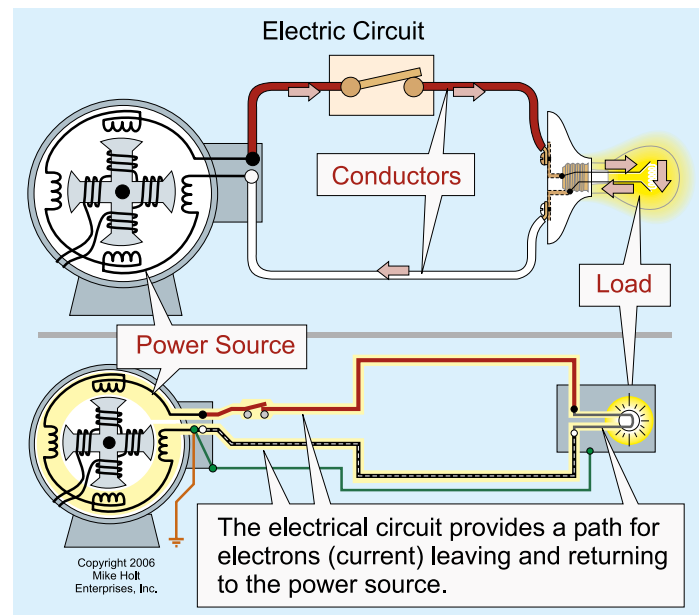 Electric Circuit
Conductors
Load
Power Source
The electrical circuit provides a path for
electrons (current) leaving and returning
to the power source.
Copyright 2006
Mike Holt
Enterprises, Inc.